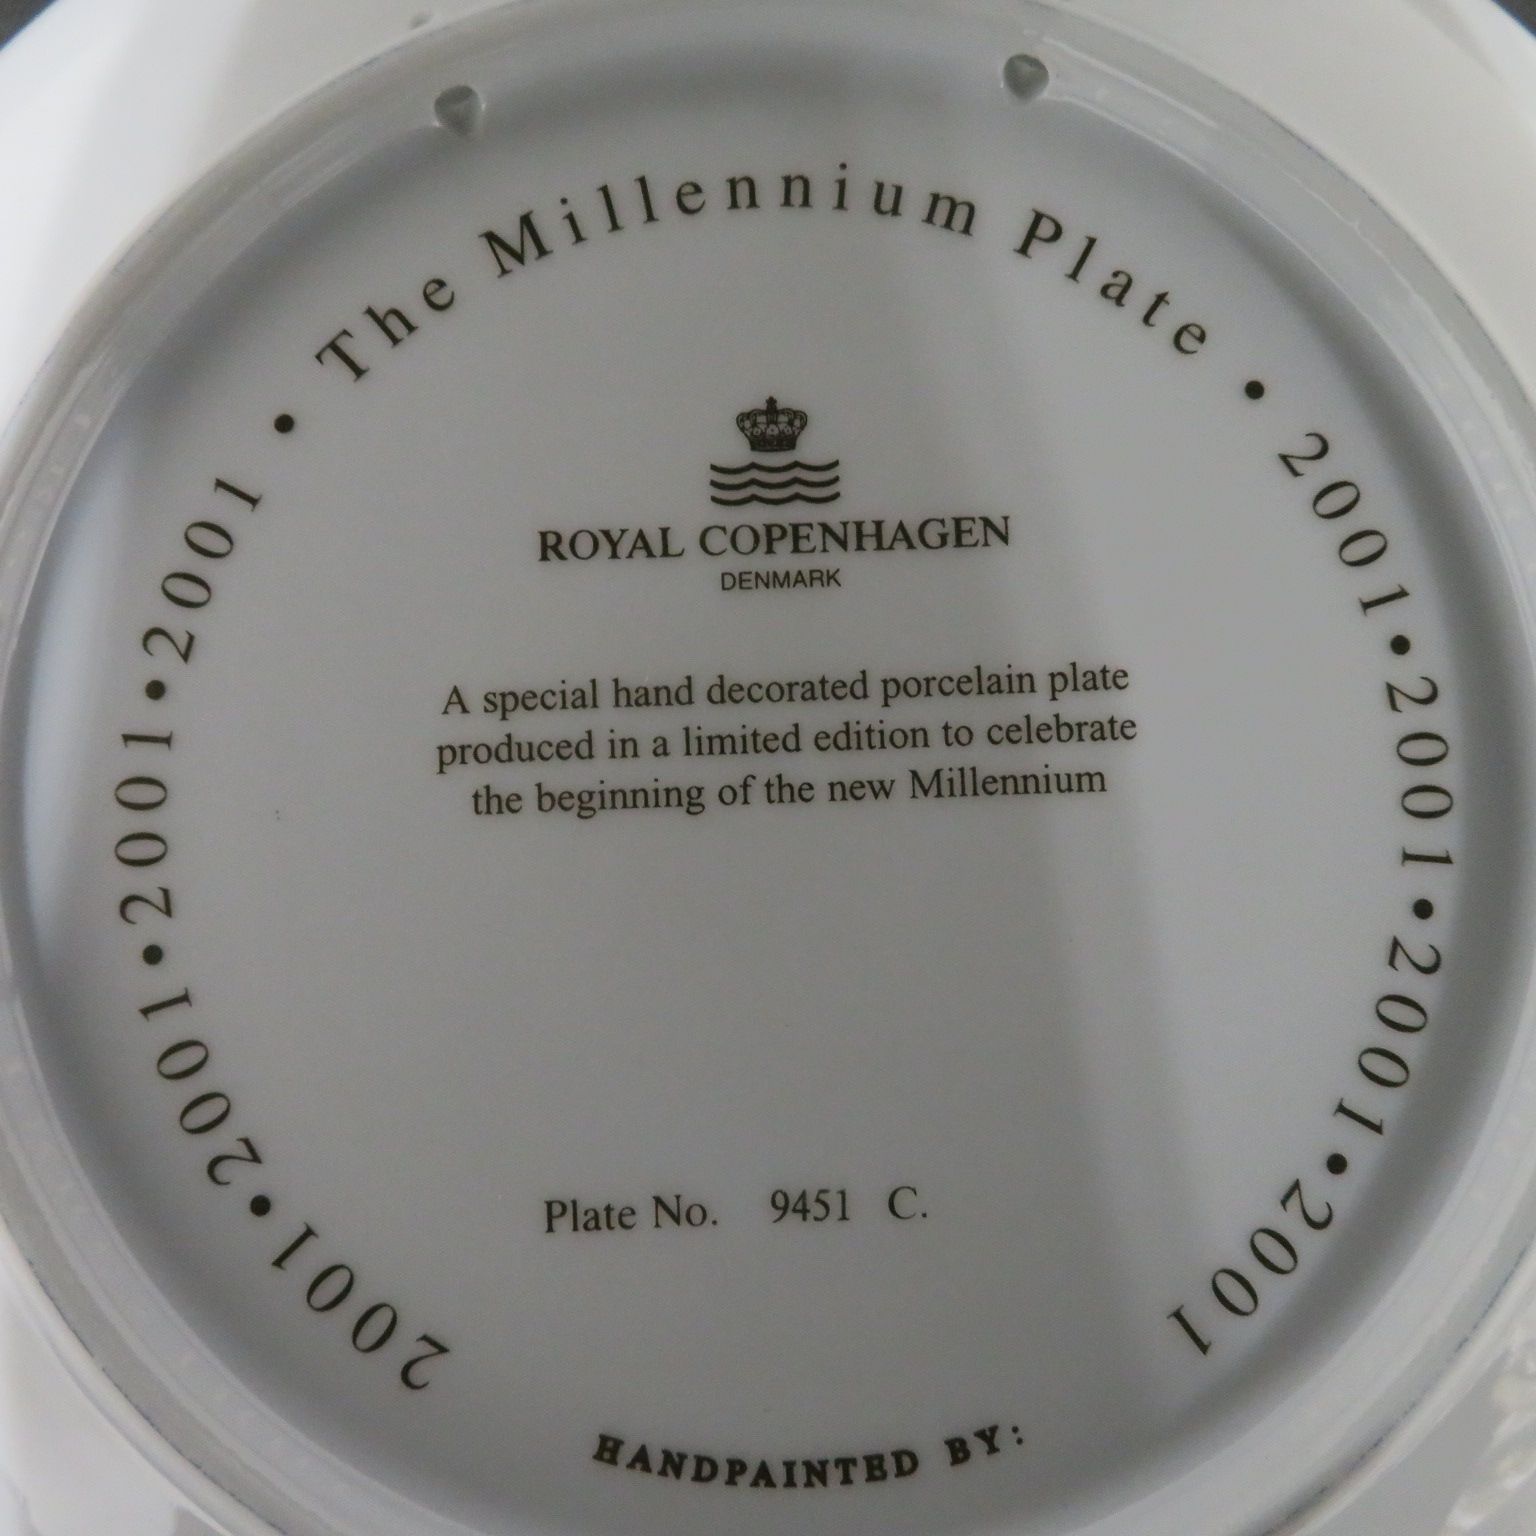 2001•2001•2001•2001 • The Millennium Plate • 2001•2001•2001•2001
ROYAL COPENHAGEN
DENMARK
A special hand decorated porcelain plate
produced in a limited edition to celebrate
the beginning of the new Millennium
Plate No. 9451 C.
HANDPAINTED BY: